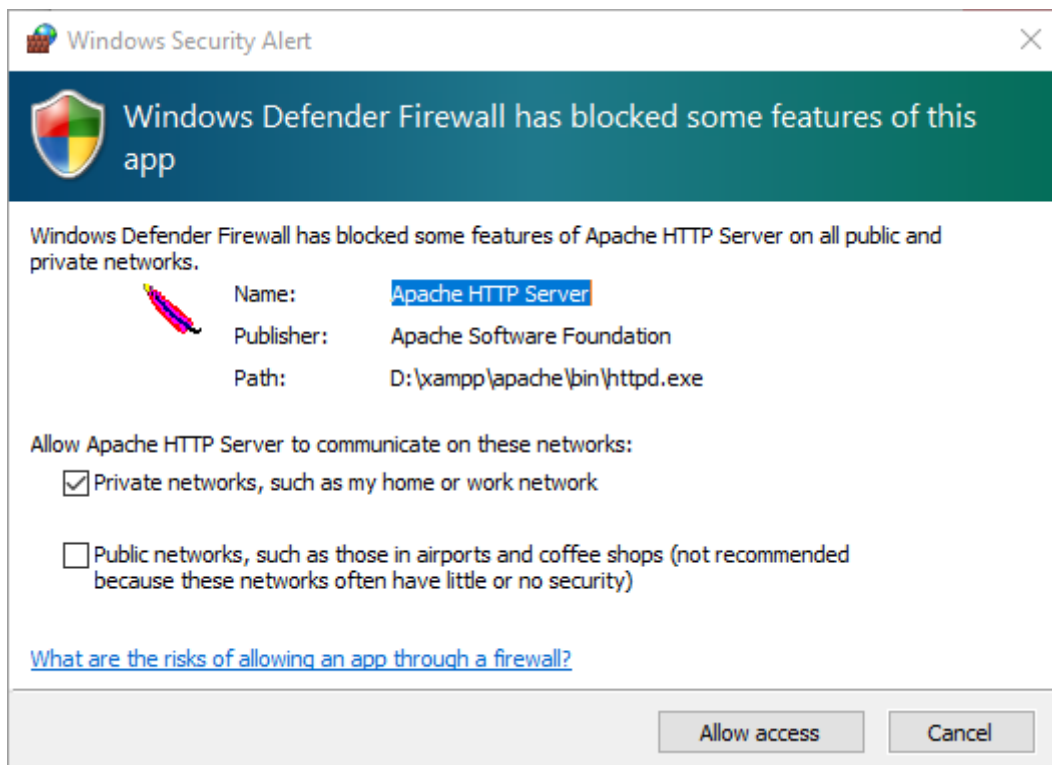 Windows Security Alert
Windows Defender Firewall has blocked some features of this
app
Windows Defender Firewall has blocked some features of Apache HTTP Server on all public and
private networks.
Name: Apache HTTP Server
Publisher: Apache Software Foundation
Path: D:\xampp\apache\bin\httpd.exe
Allow Apache HTTP Server to communicate on these networks:
Private networks, such as my home or work network
Public networks, such as those in airports and coffee shops (not recommended
because these networks often have little or no security)
What are the risks of allowing an app through a firewall?
Allow access Cancel